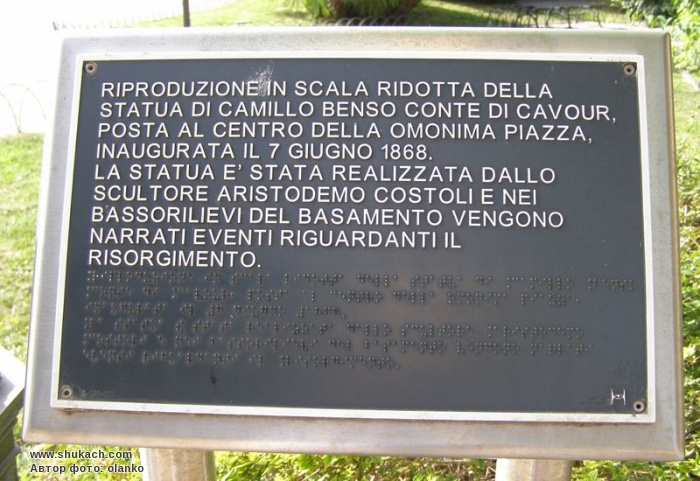 RIPRODUZIONE IN SCALA RIDOTTA DELLA
STATUA DI CAMILLO BENSO CONTE DI CAVOUR,
POSTA AL CENTRO DELLA OMONIMA PIAZZA,
INAUGURATA IL 7 GIUGNO 1868.
LA STATUA E' STATA REALIZZATA DALLO
SCULTORE ARISTODEMO COSTOLI E NEI
BASSORILIEVI DEL BASAMENTO VENGONO
NARRATI EVENTI RIGUARDANTI IL
RISORGIMENTO.
www.shukach.com
Автор фото: olanko